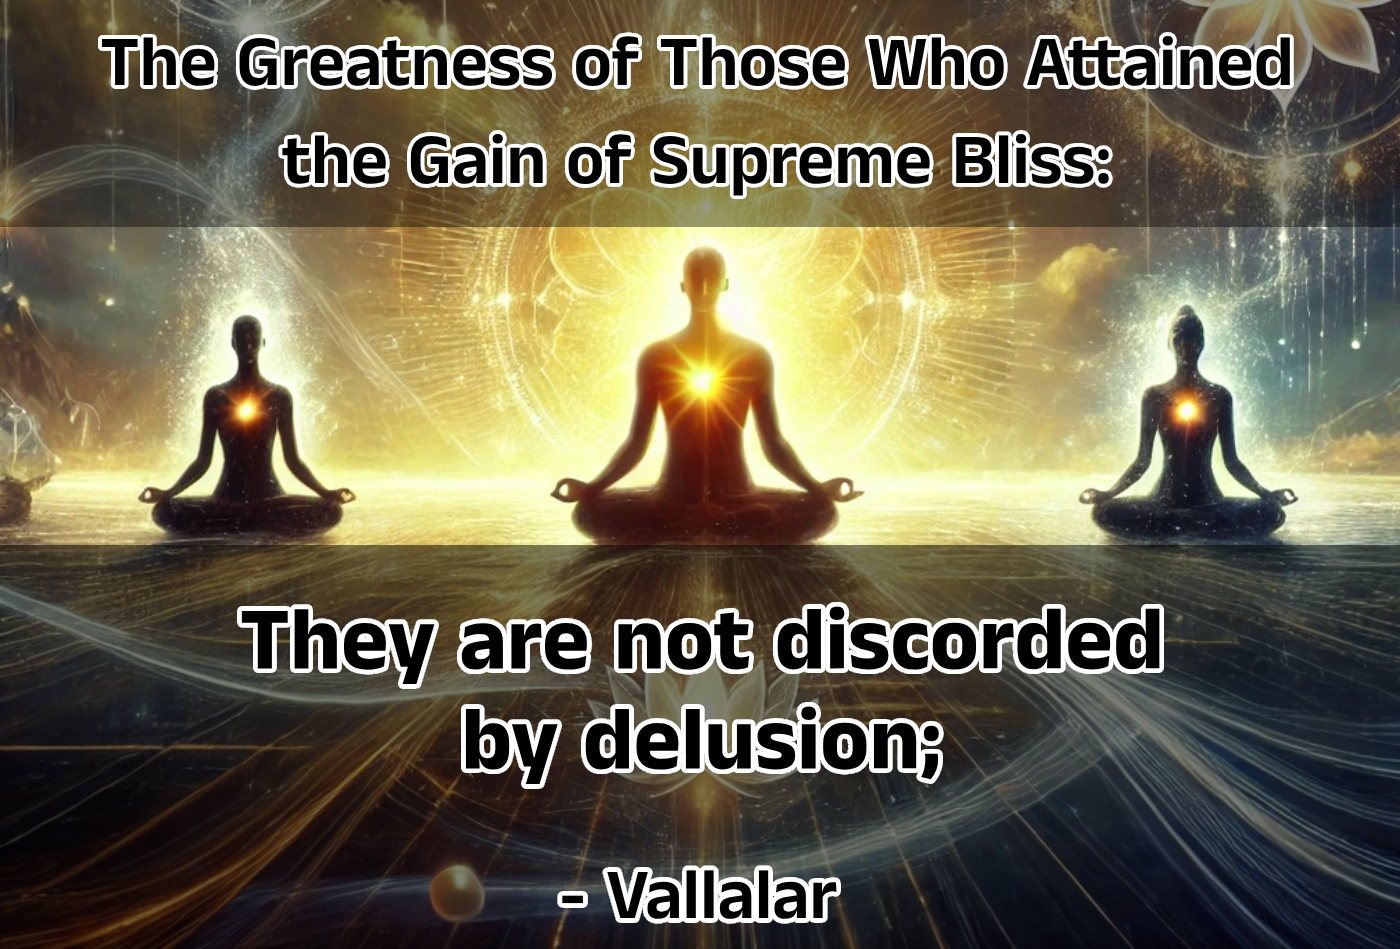 The Greatness of Those Who Attained
the Gain of Supreme Bliss:
They are not discorded
by delusion;
- Vallalar